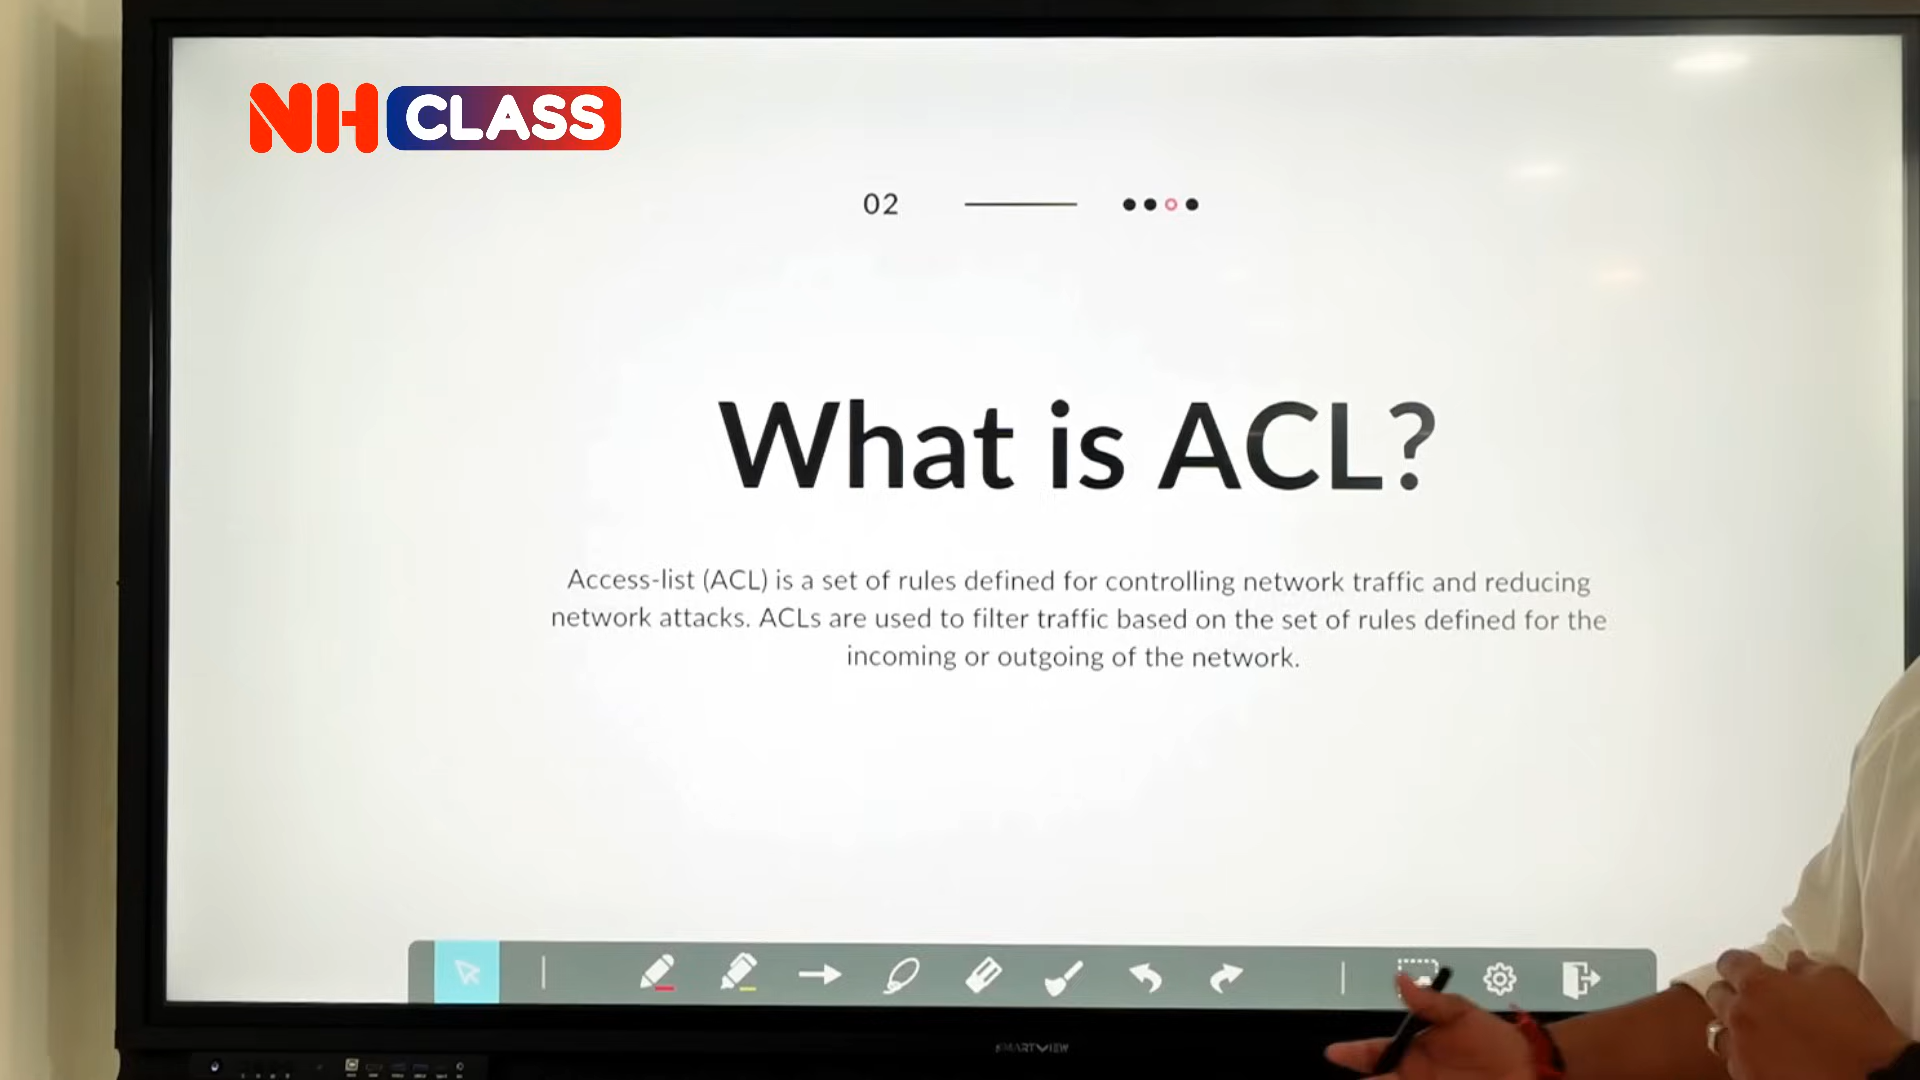 NH CLASS
02
What is ACL?
Access-list (ACL) is a set of rules defined for controlling network traffic and reducing
network attacks. ACLs are used to filter traffic based on the set of rules defined for the
incoming or outgoing of the network.
SMARTVIEW